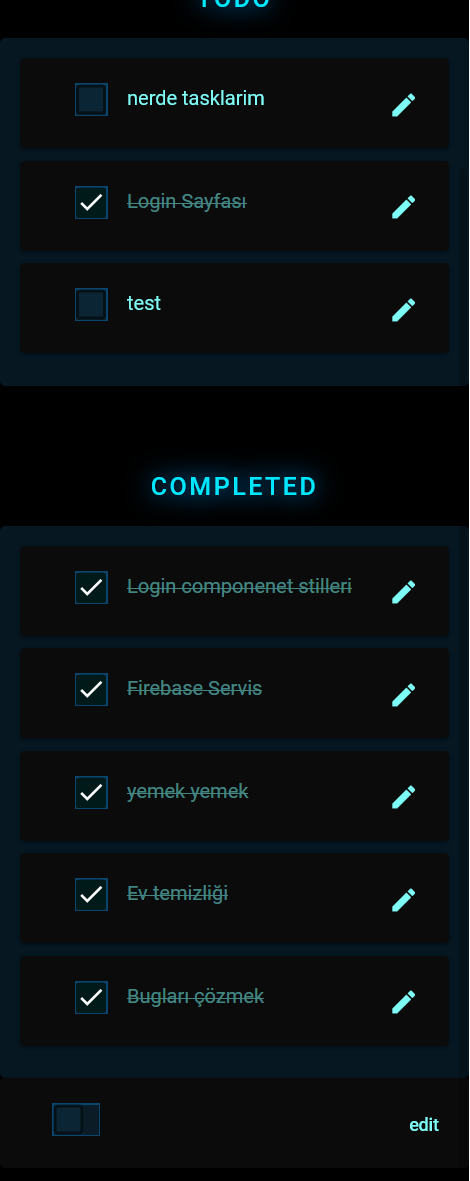 TODO
nerde tasklarim
Login Sayfası
test
COMPLETED
Login componenet stilleri
Firebase Servis
yemek yemek
Ev temizliği
Bugları çözmek
edit